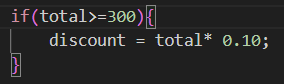 if(total>=300){
    discount = total* 0.10;
}